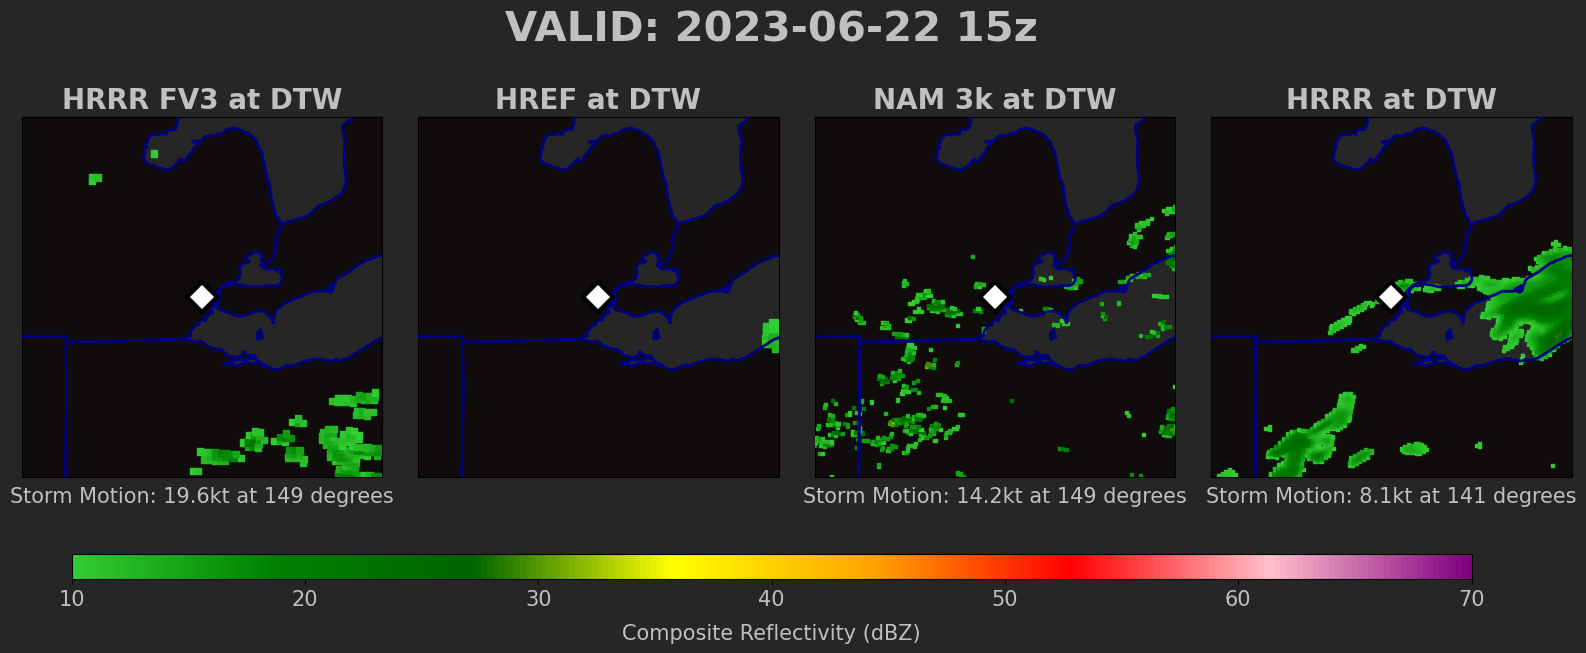 VALID: 2023-06-22 15z
HRRR FV3 at DTW
HREF at DTW
NAM 3k at DTW
HRRR at DTW
Storm Motion: 19.6kt at 149 degrees
Storm Motion: 14.2kt at 149 degrees
Storm Motion: 8.1kt at 141 degrees
10 20 30 40 50 60 70
Composite Reflectivity (dBZ)